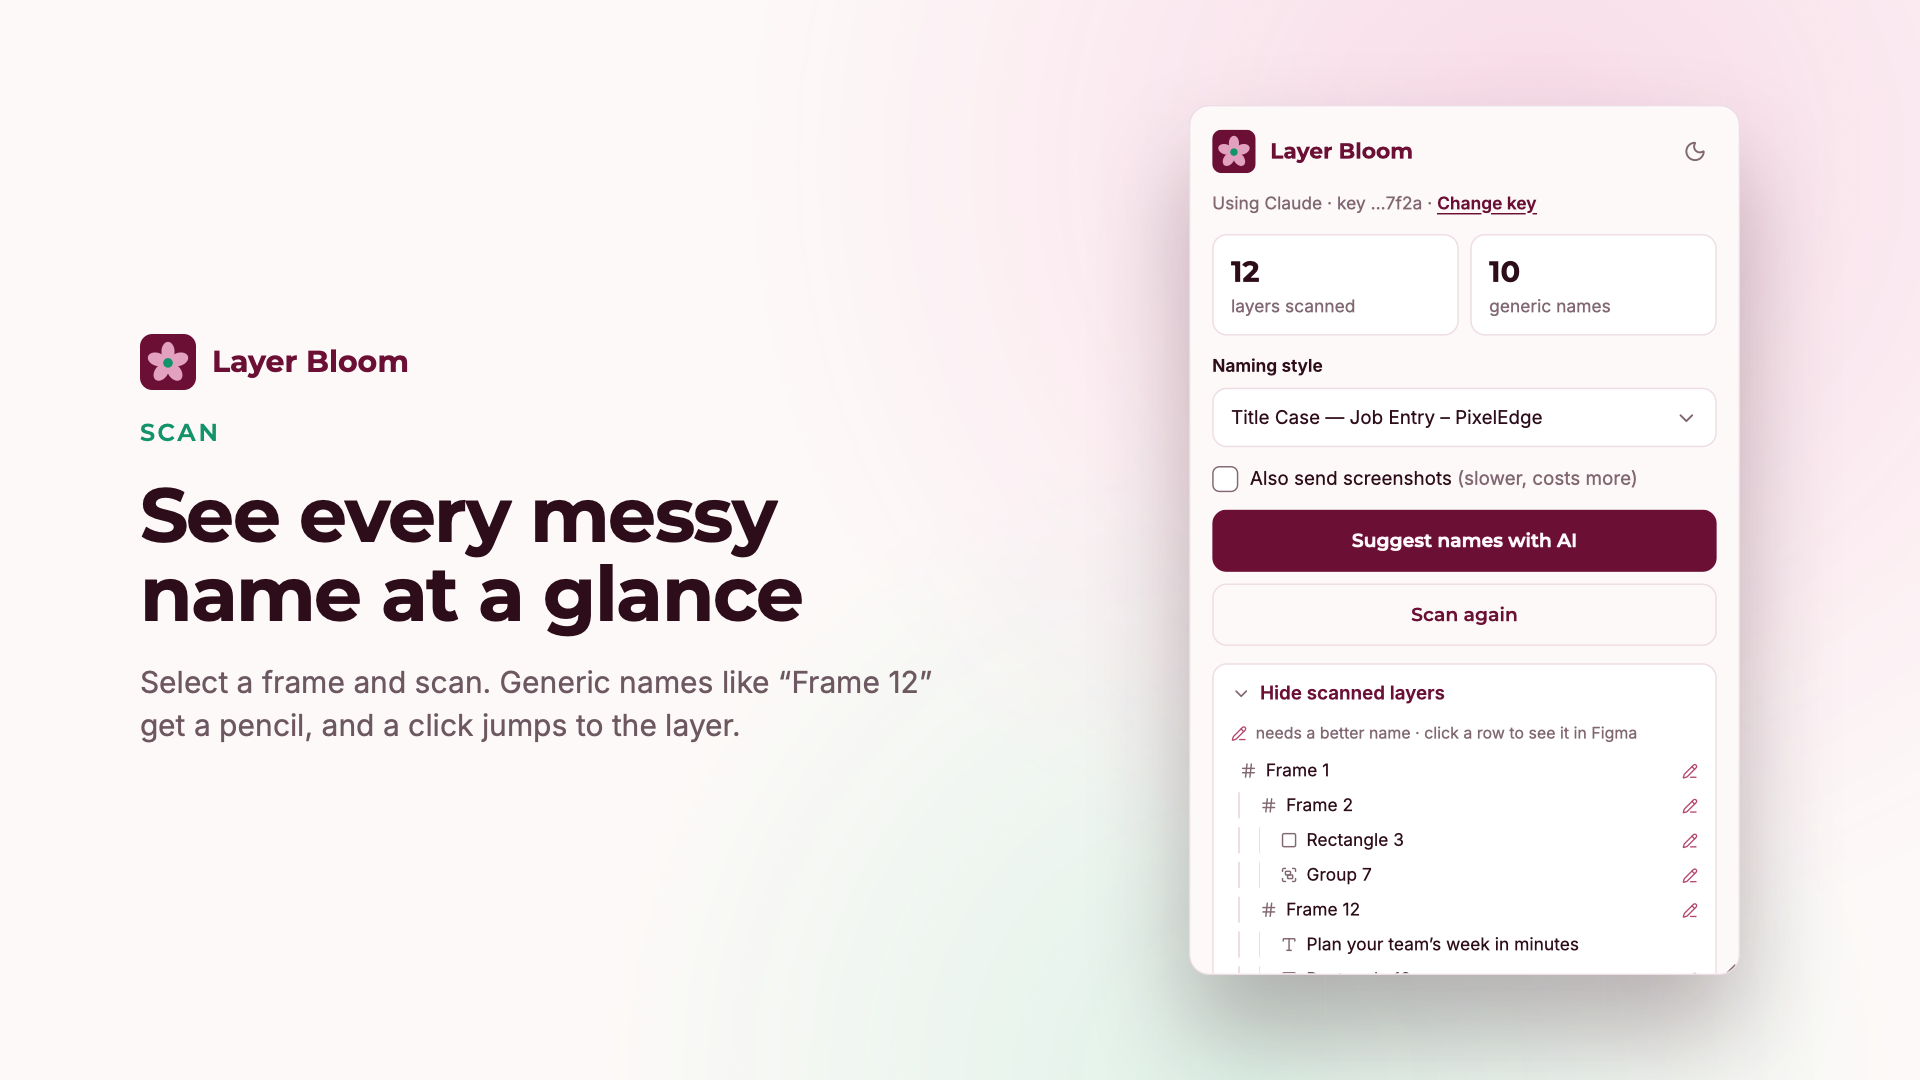 Layer Bloom
SCAN
See every messy
name at a glance
Select a frame and scan. Generic names like “Frame 12”
get a pencil, and a click jumps to the layer.
Layer Bloom
Using Claude · key ...7f2a · Change key
12
layers scanned
10
generic names
Naming style
Title Case — Job Entry – PixelEdge
Also send screenshots (slower, costs more)
Suggest names with AI
Scan again
Hide scanned layers
needs a better name · click a row to see it in Figma
Frame 1
Frame 2
Rectangle 3
Group 7
Frame 12
Plan your team’s week in minutes